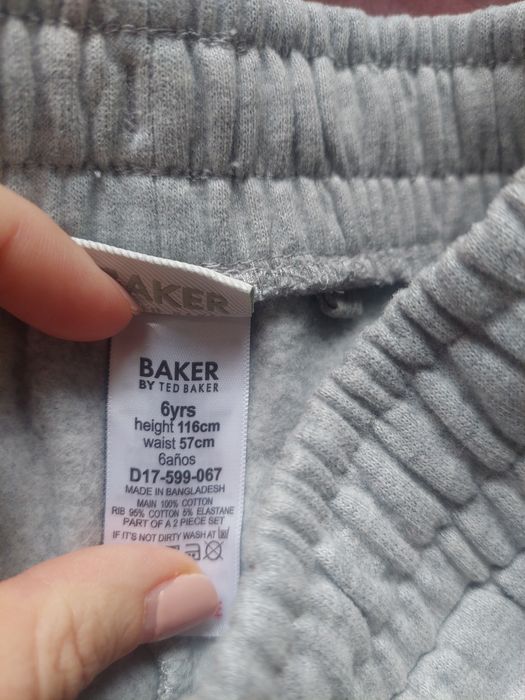 BAKER
BAKER
BY TED BAKER
6yrs
height 116cm
waist 57cm
6años
D17-599-067
MADE IN BANGLADESH
MAIN 100% COTTON
RIB 95% COTTON 5% ELASTANE
PART OF A 2 PIECE SET
IF IT'S NOT DIRTY WASH AT